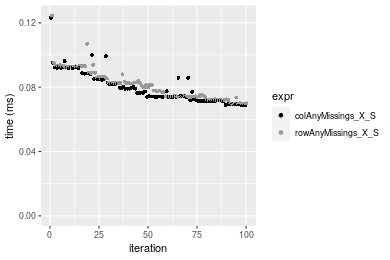 0.12
0.08
0.04
0.00
time (ms)
0
25
50
75
100
iteration
expr
colAnyMissings_X_S
rowAnyMissings_X_S